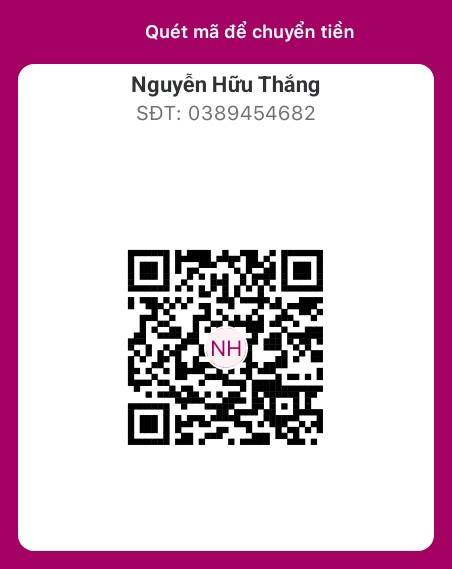 Quét mã để chuyển tiền
Nguyễn Hữu Thắng
SĐT: 0389454682
NH